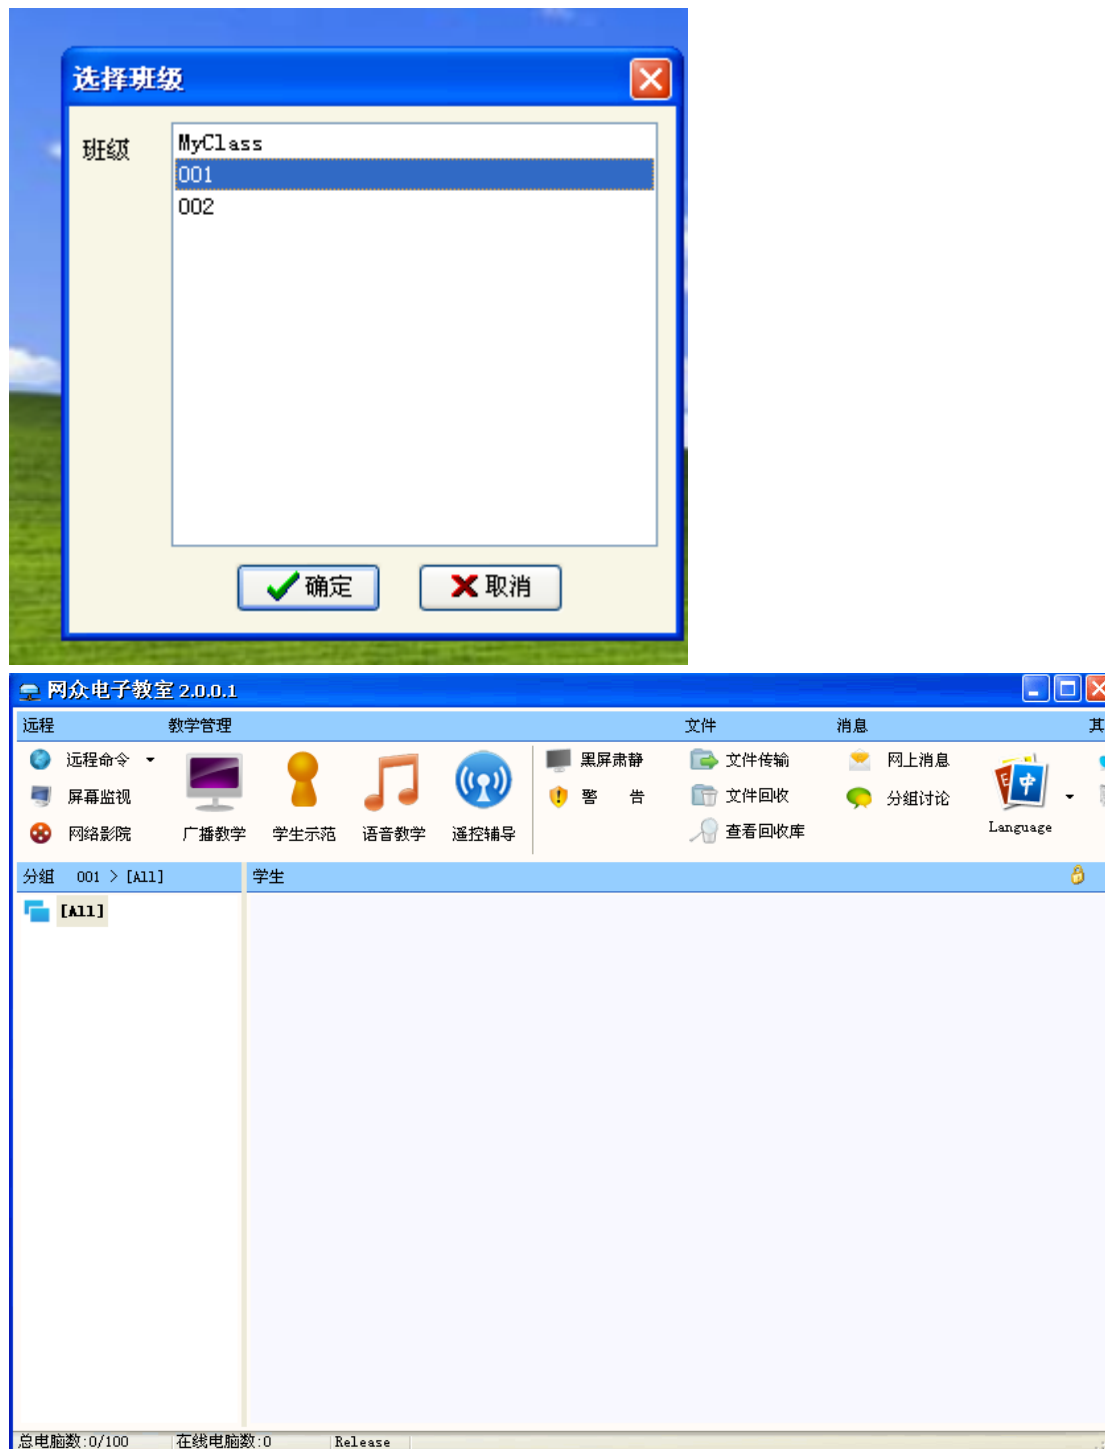 选择班级
班级
MyClass
001
002
确定
取消
网众电子教室 2.0.0.1
远程 教学管理 文件 消息 其
远程命令 黑屏肃静 文件传输 网上消息
屏幕监视 警 告 文件回收 分组讨论
网络影院 广播教学 学生示范 语音教学 遥控辅导 查看回收库 Language
分组 001 > [All] 学生
[All]
总电脑数:0/100 在线电脑数:0 Release